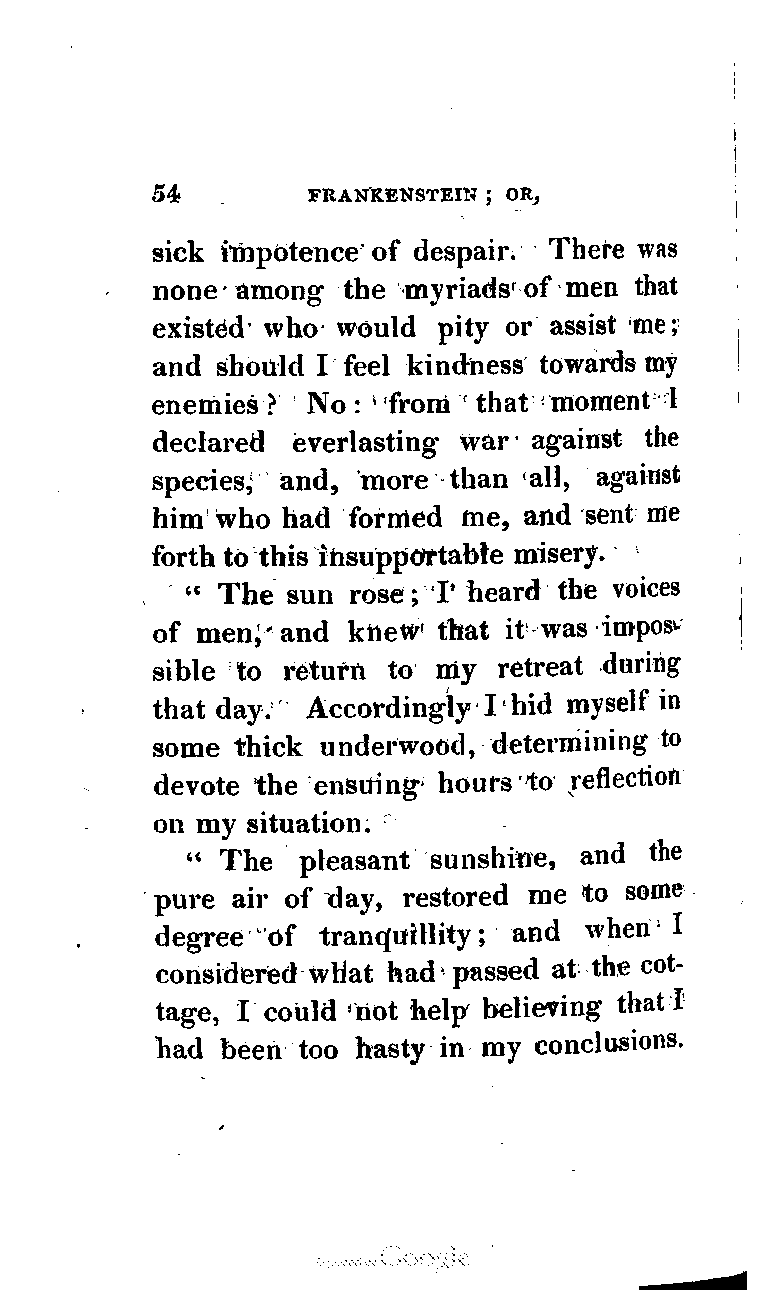 54 FRANKENSTEIN; OR,
sick impotence of despair. There was
none among the myriads of men that
existed who would pity or assist me;
and should I feel kindness towards my
enemies? No: from that moment I
declared everlasting war against the
species, and, more than all, against
him who had formed me, and sent me
forth to this insupportable misery.
“ The sun rose; I heard the voices
of men, and knew that it was impos-
sible to return to my retreat during
that day. Accordingly I hid myself in
some thick underwood, determining to
devote the ensuing hours to reflection
on my situation.
“ The pleasant sunshine, and the
pure air of day, restored me to some
degree of tranquillity; and when I
considered what had passed at the cot-
tage, I could not help believing that I
had been too hasty in my conclusions.
Google